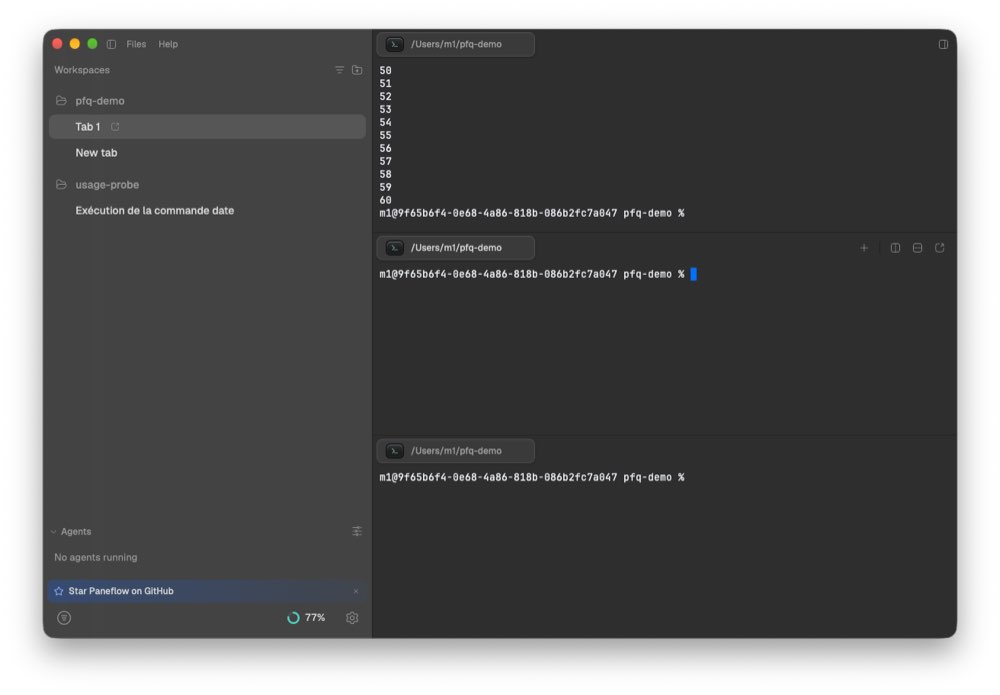 Files Help
Workspaces
pfq-demo
Tab 1
New tab
usage-probe
Exécution de la commande date
Agents
No agents running
Star Paneflow on GitHub
77%
/Users/m1/pfq-demo
50
51
52
53
54
55
56
57
58
59
60
m1@9f65b6f4-0e68-4a86-818b-086b2fc7a047 pfq-demo %
/Users/m1/pfq-demo
m1@9f65b6f4-0e68-4a86-818b-086b2fc7a047 pfq-demo %
/Users/m1/pfq-demo
m1@9f65b6f4-0e68-4a86-818b-086b2fc7a047 pfq-demo %